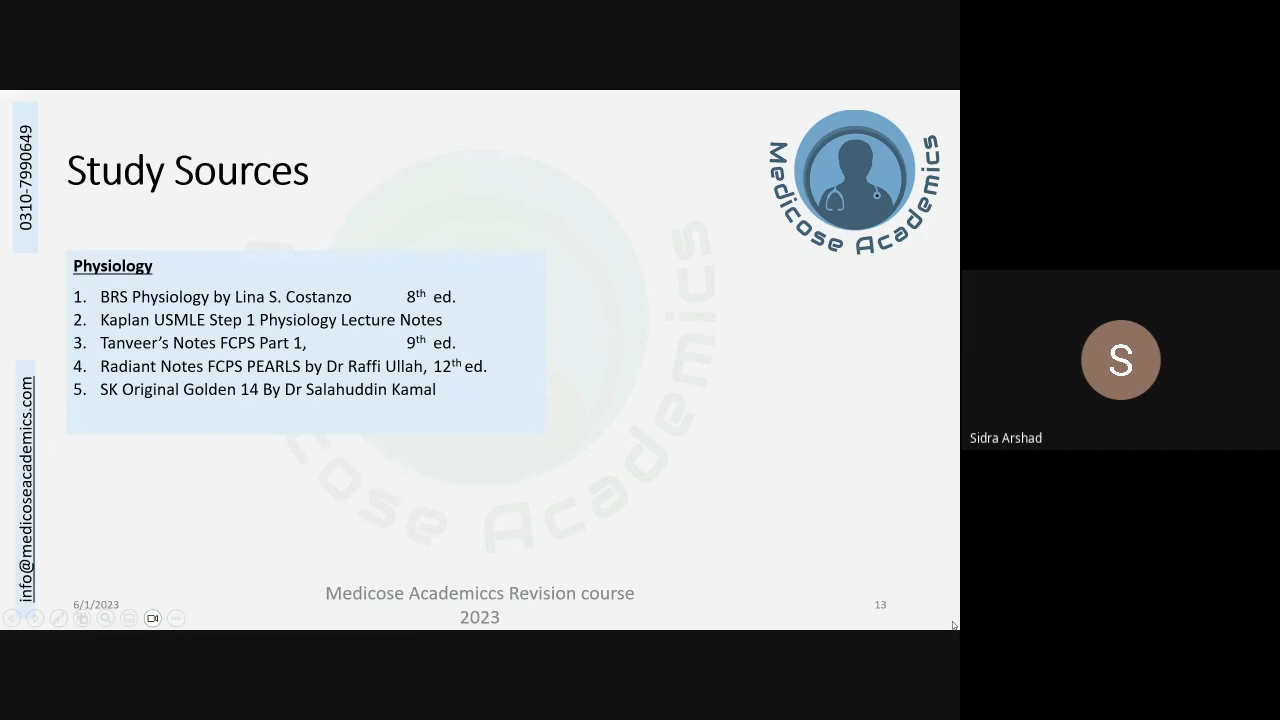 0310-7990649
info@medicoseacademics.com
Study Sources
Medicose Academics
Physiology
1. BRS Physiology by Lina S. Costanzo 8th ed.
2. Kaplan USMLE Step 1 Physiology Lecture Notes
3. Tanveer’s Notes FCPS Part 1, 9th ed.
4. Radiant Notes FCPS PEARLS by Dr Raffi Ullah, 12th ed.
5. SK Original Golden 14 By Dr Salahuddin Kamal
cose Academics
6/1/2023
Medicose Academiccs Revision course
2023
13
S
Sidra Arshad